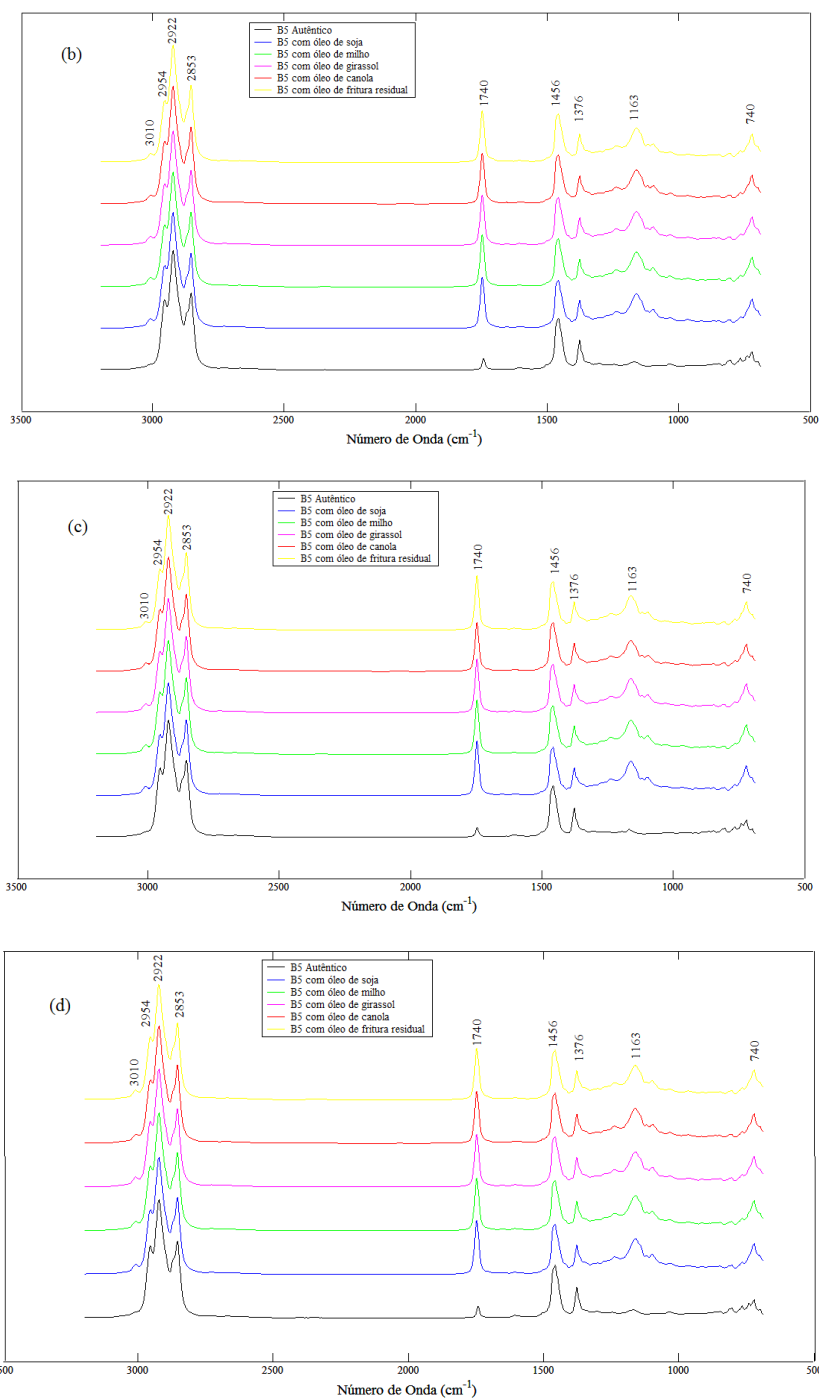 (b)
B5 Autêntico
B5 com óleo de soja
B5 com óleo de milho
B5 com óleo de girassol
B5 com óleo de canola
B5 com óleo de fritura residual
3010
2954
2922
2853
1740
1456
1376
1163
740
3500 3000 2500 2000 1500 1000 500
Número de Onda (cm-1)
(c)
B5 Autêntico
B5 com óleo de soja
B5 com óleo de milho
B5 com óleo de girassol
B5 com óleo de canola
B5 com óleo de fritura residual
3010
2954
2922
2853
1740
1456
1376
1163
740
3500 3000 2500 2000 1500 1000 500
Número de Onda (cm-1)
(d)
B5 Autêntico
B5 com óleo de soja
B5 com óleo de milho
B5 com óleo de girassol
B5 com óleo de canola
B5 com óleo de fritura residual
3010
2954
2922
2853
1740
1456
1376
1163
740
500 3000 2500 2000 1500 1000 500
Número de Onda (cm-1)